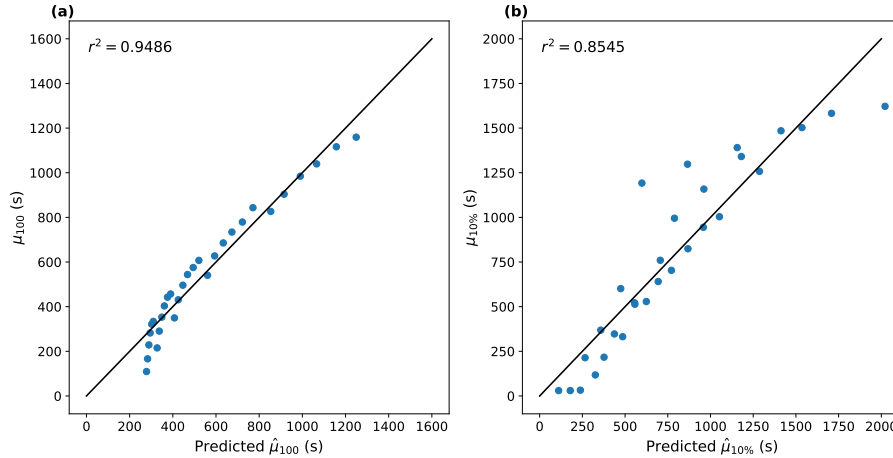 (a)
r² = 0.9486
1600
1400
1200
1000
800
600
400
200
0
μ₁₀₀ (s)
0 200 400 600 800 1000 1200 1400 1600
Predicted μ̂₁₀₀ (s)
(b)
r² = 0.8545
2000
1750
1500
1250
1000
750
500
250
0
μ₁₀% (s)
0 250 500 750 1000 1250 1500 1750 2000
Predicted μ̂₁₀% (s)